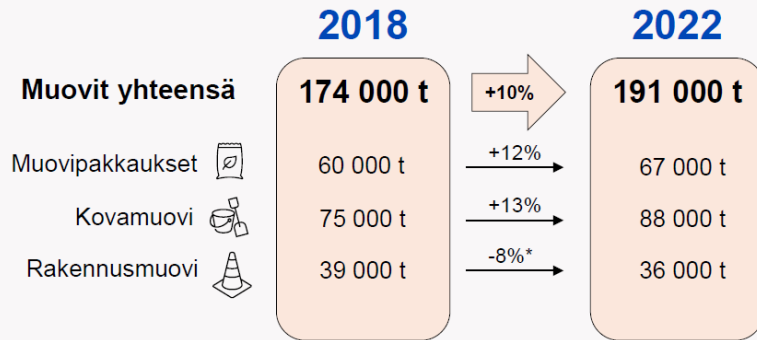 2018 2022
Muovit yhteensä 174 000 t +10% 191 000 t
Muovipakkaukset 60 000 t +12% 67 000 t
Kovamuovi 75 000 t +13% 88 000 t
Rakennusmuovi 39 000 t -8%* 36 000 t